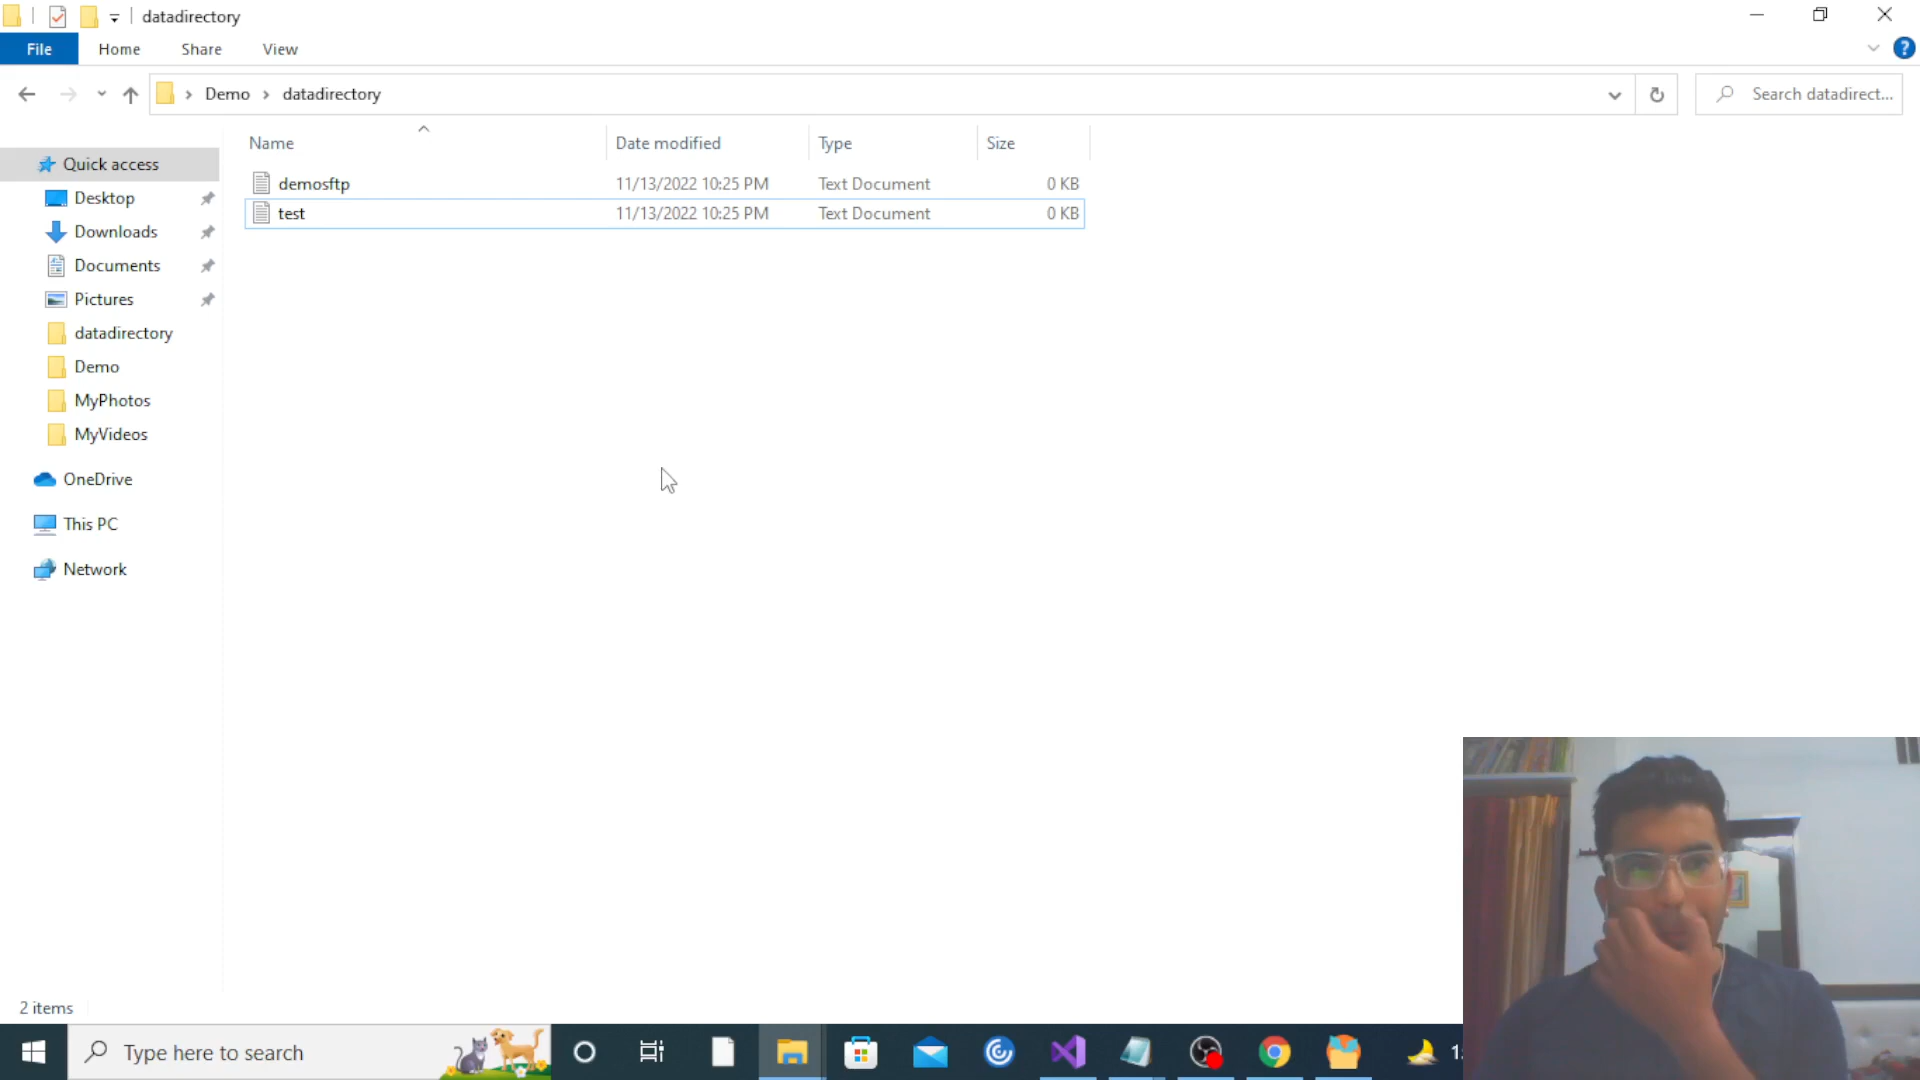 datadirectory
File Home Share View
Demo datadirectory
Search datadirect...
Name Date modified Type Size
demosftp 11/13/2022 10:25 PM Text Document 0 KB
test 11/13/2022 10:25 PM Text Document 0 KB
Quick access
Desktop
Downloads
Documents
Pictures
datadirectory
Demo
MyPhotos
MyVideos
OneDrive
This PC
Network
2 items
Type here to search